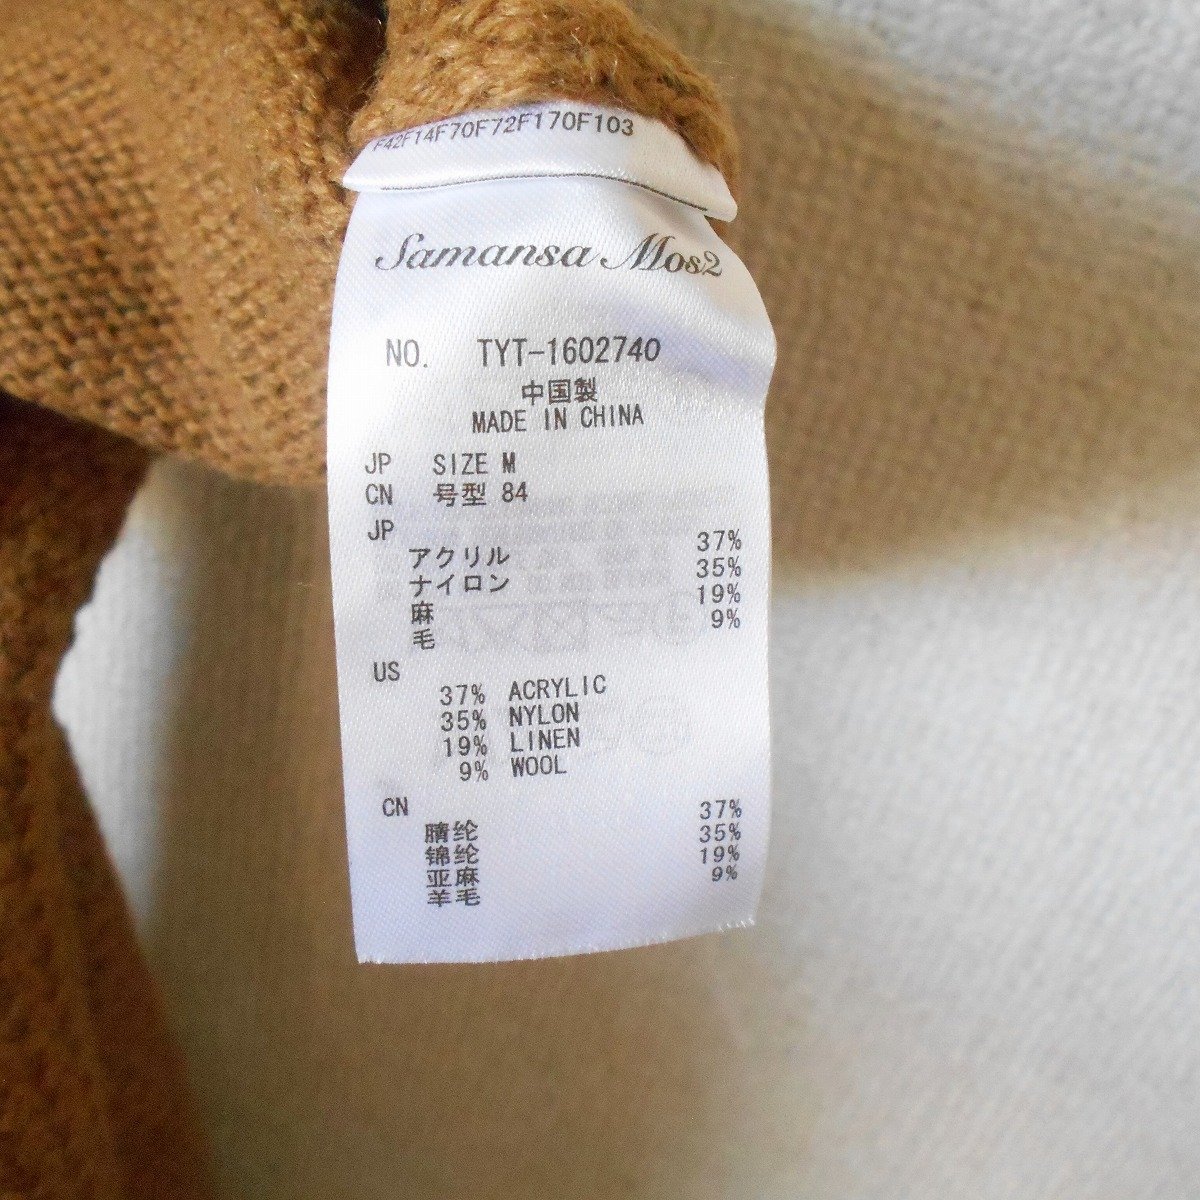 F42F14F70F72F170F103
Samansa Mos2
NO. TYT-1602740
中国製
MADE IN CHINA
JP SIZE M
CN 号型 84
JP
アクリル 37%
ナイロン 35%
麻 19%
毛 9%
US
37% ACRYLIC
35% NYLON
19% LINEN
9% WOOL
CN
腈纶 37%
锦纶 35%
亚麻 19%
羊毛 9%